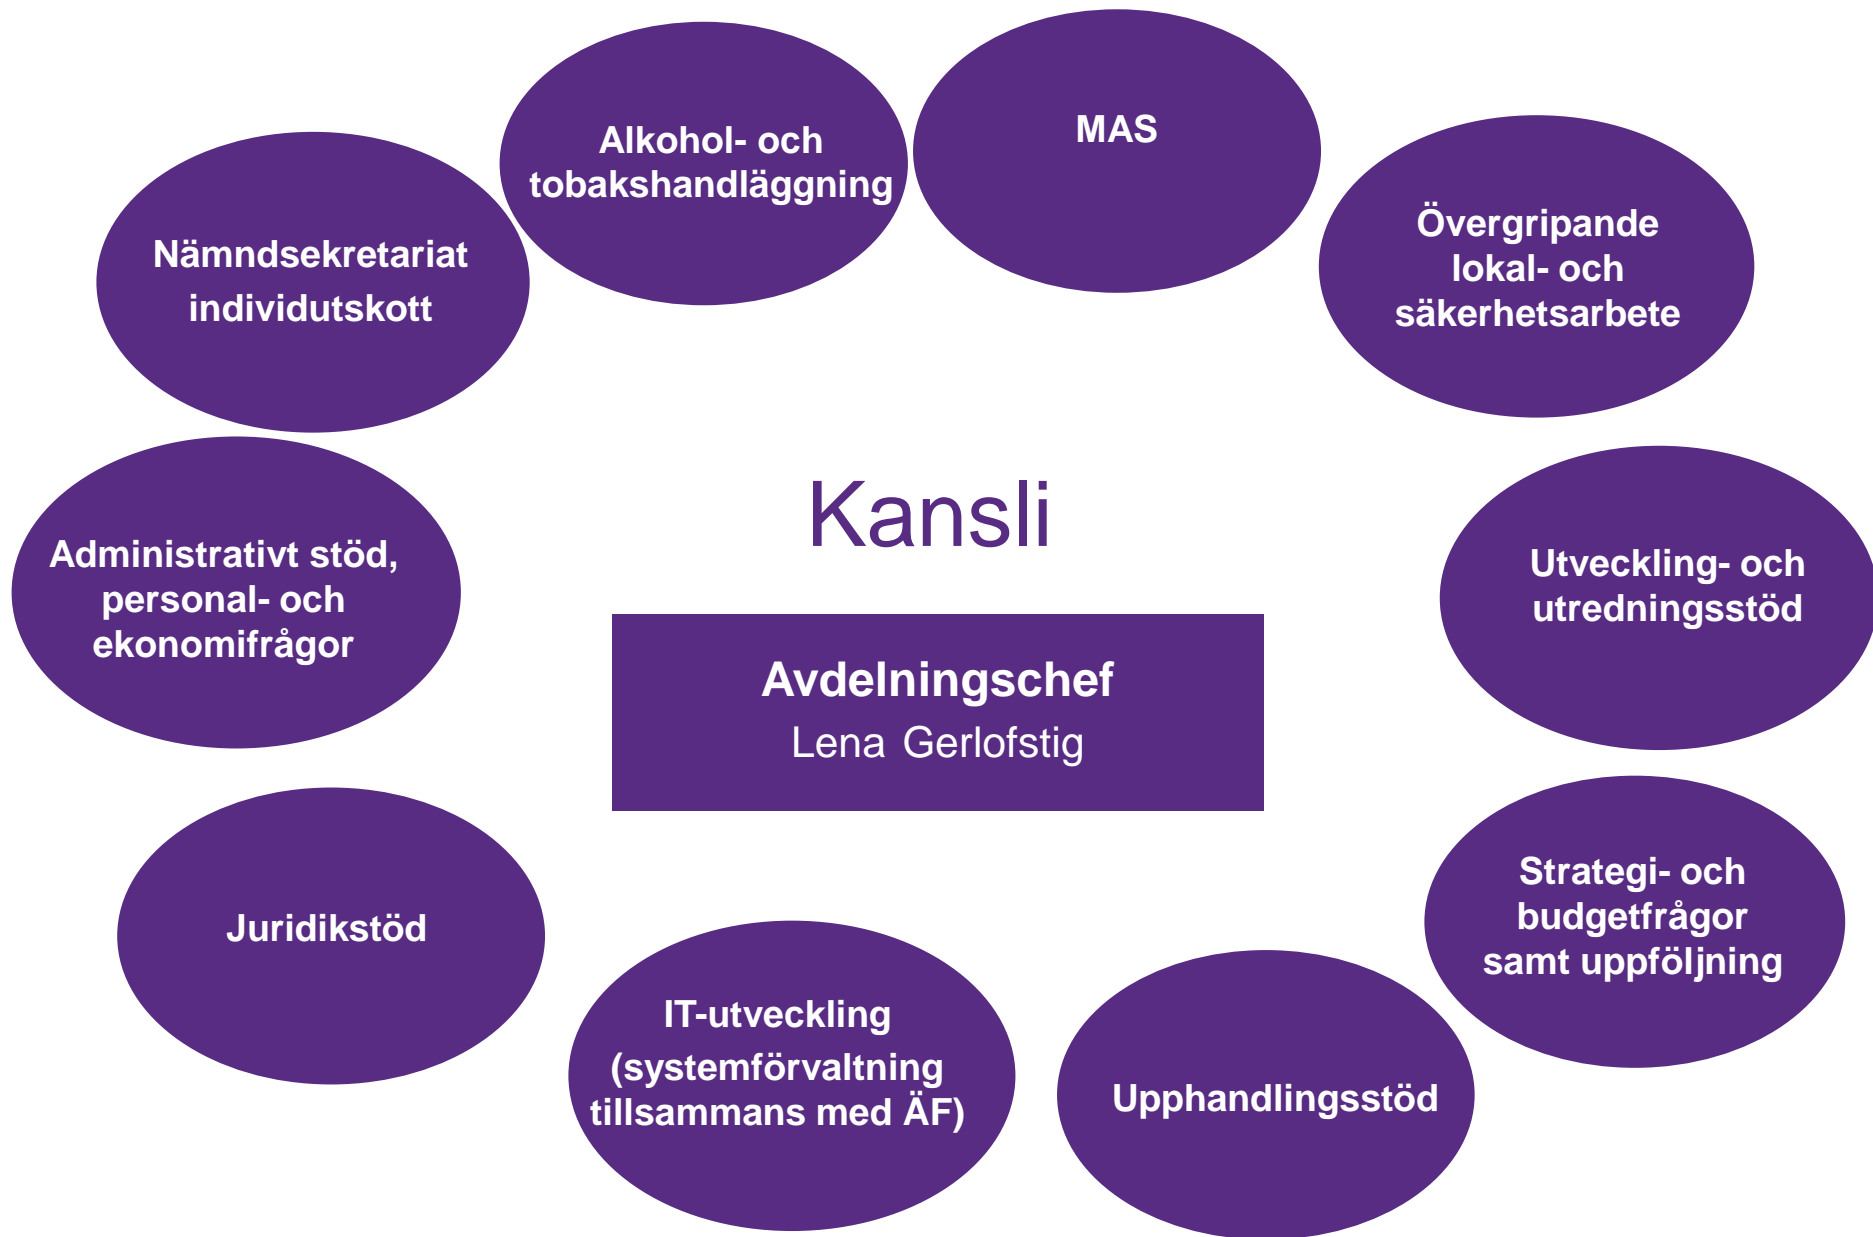 MAS
Alkohol- och
tobakshandläggning
Övergripande
lokal- och
säkerhetsarbete
Nämndsekretariat
individutskott
Kansli
Administrativt stöd,
personal- och
ekonomifrågor
Utveckling- och
utredningsstöd
Avdelningschef
Lena Gerlofstig
Strategi- och
budgetfrågor
samt uppföljning
Juridikstöd
IT-utveckling
(systemförvaltning
tillsammans med ÄF)
Upphandlingsstöd